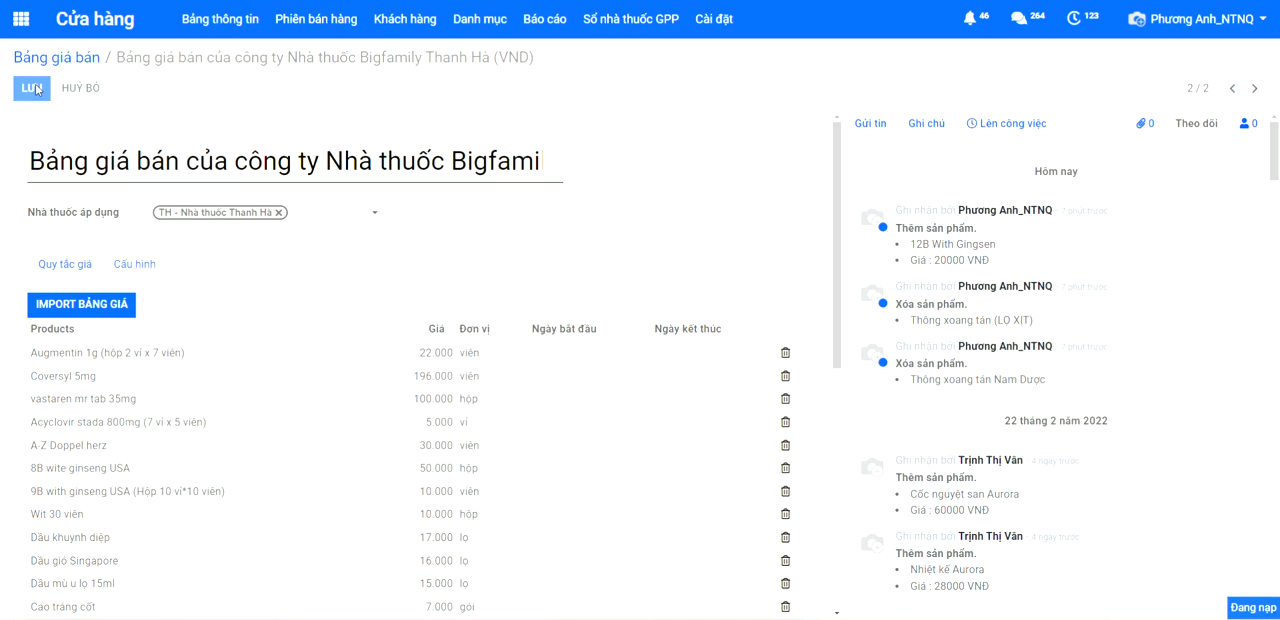 Cửa hàng Bảng thông tin Phiên bán hàng Khách hàng Danh mục Báo cáo Sổ nhà thuốc GPP Cài đặt 46 264 123 Phương Anh_NTNQ
Bảng giá bán / Bảng giá bán của công ty Nhà thuốc Bigfamily Thanh Hà (VND)
LƯU HUỶ BỎ 2 / 2
Gửi tin Ghi chú Lên công việc 0 Theo dõi 0
Bảng giá bán của công ty Nhà thuốc Bigfamil
Nhà thuốc áp dụng TH - Nhà thuốc Thanh Hà
Quy tắc giá Cấu hình
IMPORT BẢNG GIÁ
Products Giá Đơn vị Ngày bắt đầu Ngày kết thúc
Augmentin 1g (hộp 2 vỉ x 7 viên) 22.000 viên
Coversyl 5mg 196.000 viên
vastaren mr tab 35mg 100.000 hộp
Acyclovir stada 800mg (7 vỉ x 5 viên) 5.000 vỉ
A-Z Doppel herz 30.000 viên
8B wite ginseng USA 50.000 hộp
9B with ginseng USA (Hộp 10 vỉ*10 viên) 10.000 viên
Wit 30 viên 10.000 hộp
Dầu khuynh diệp 17.000 lọ
Dầu gió Singapore 16.000 lọ
Dầu mù u lọ 15ml 15.000 lọ
Cao tràng cốt 7.000 gói
Hôm nay
Ghi nhận bởi Phương Anh_NTNQ - 7 phút trước
Thêm sản phẩm.
• 12B With Gingsen
• Giá : 20000 VNĐ
Ghi nhận bởi Phương Anh_NTNQ - 7 phút trước
Xóa sản phẩm.
• Thông xoang tán (LỌ XỊT)
Ghi nhận bởi Phương Anh_NTNQ - 7 phút trước
Xóa sản phẩm.
• Thông xoang tán Nam Dược
22 tháng 2 năm 2022
Ghi nhận bởi Trịnh Thị Vân - 4 ngày trước
Thêm sản phẩm.
• Cốc nguyệt san Aurora
• Giá : 60000 VNĐ
Ghi nhận bởi Trịnh Thị Vân - 4 ngày trước
Thêm sản phẩm.
• Nhiệt kế Aurora
• Giá : 28000 VNĐ
Đang nạp